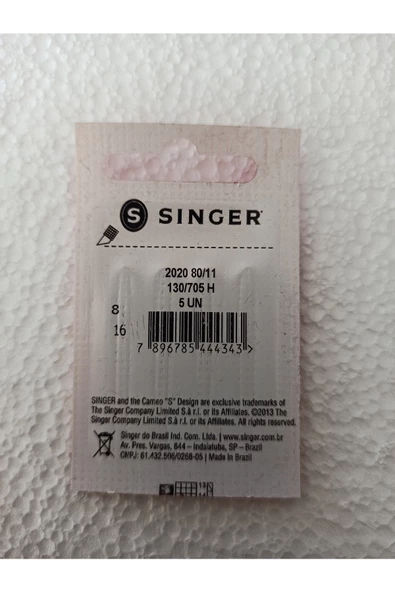 S SINGER
2020 80/11
130/705 H
5 UN
8
16
7 896785 444343 >
SINGER and the Cameo "S" Design are exclusive trademarks of
The Singer Company Limited S.à r.l. or its Affiliates. ©2013 The
Singer Company Limited S.à r.l. or its Affiliates. All rights reserved.
Singer do Brasil Ind. Com. Ltda. | www.singer.com.br
Av. Pres. Vargas, 844 – Indaiatuba, SP – Brazil
CNPJ: 61.432.506/0268-05 | Made in Brazil